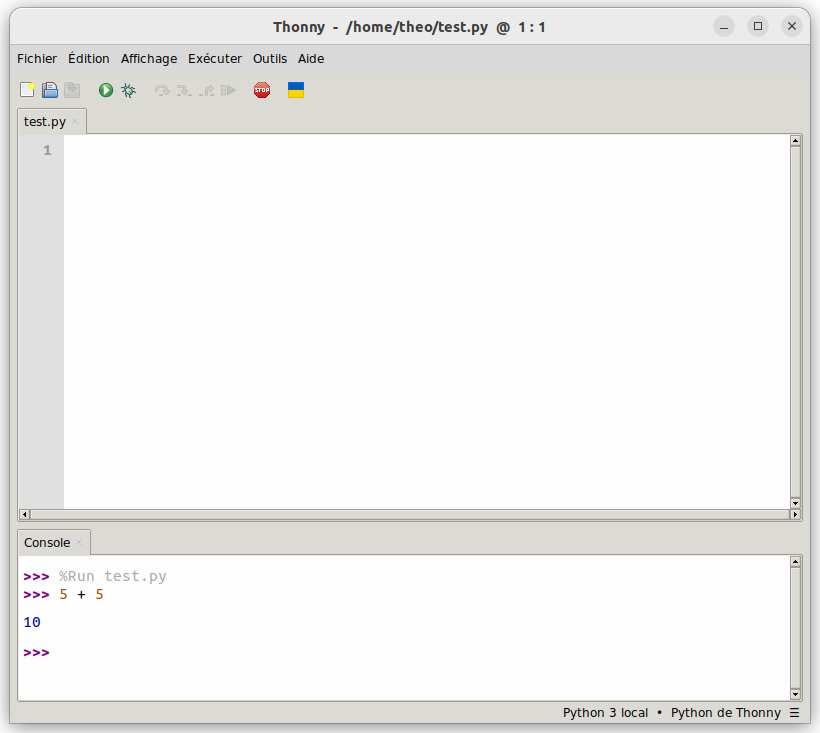 Thonny - /home/theo/test.py @ 1 : 1
Fichier Édition Affichage Exécuter Outils Aide
STOP
test.py
1
Console
>>> %Run test.py
>>> 5 + 5
10
>>>
Python 3 local • Python de Thonny